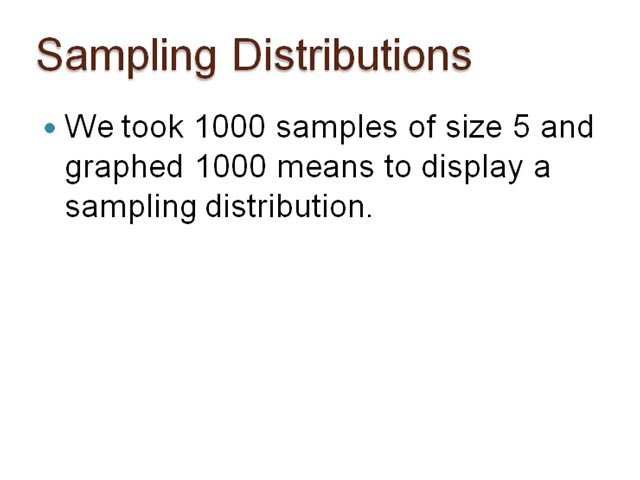 Sampling Distributions
• We took 1000 samples of size 5 and
graphed 1000 means to display a
sampling distribution.